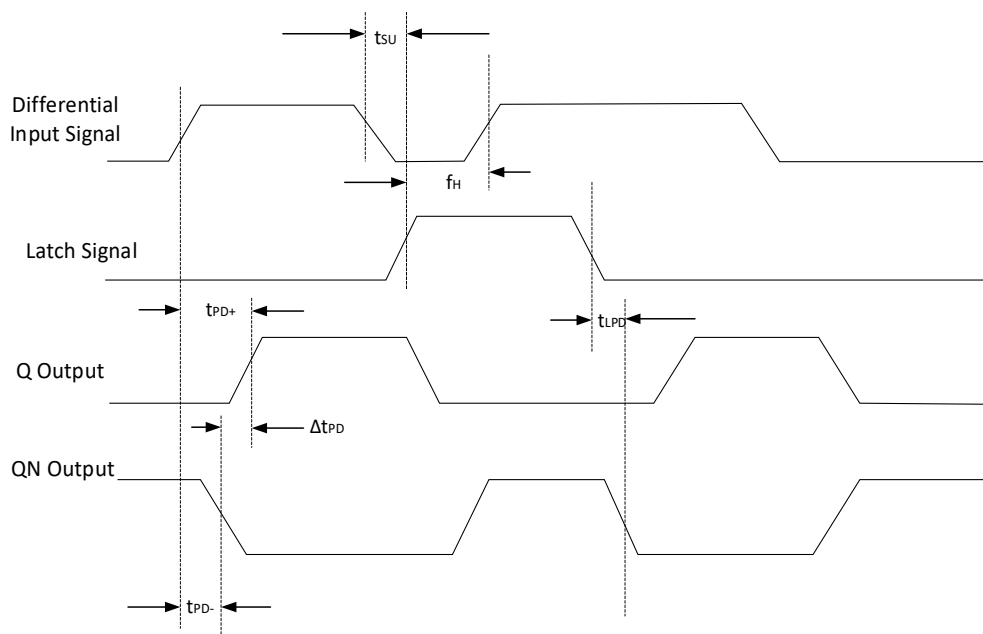 tSU
Differential
Input Signal
fH
Latch Signal
tPD+
tLPD
Q Output
ΔtPD
QN Output
tPD-